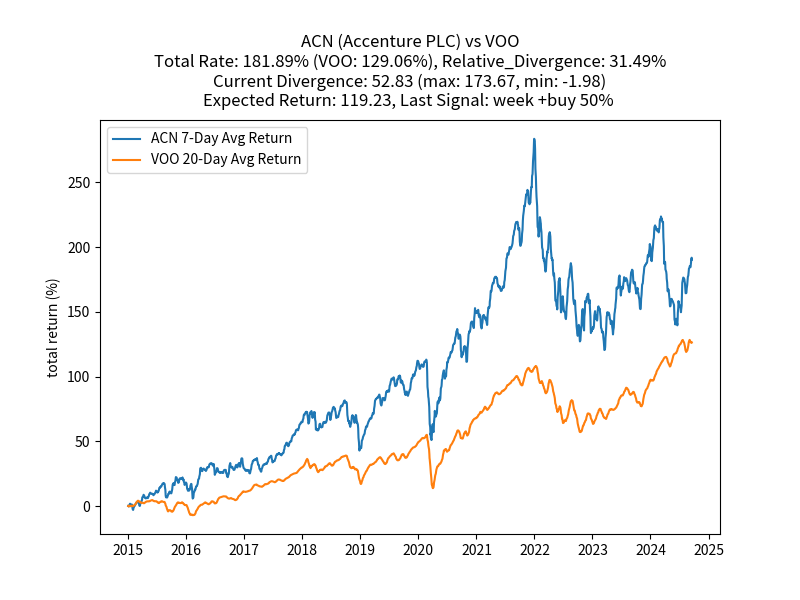 ACN (Accenture PLC) vs VOO
Total Rate: 181.89% (VOO: 129.06%), Relative_Divergence: 31.49%
Current Divergence: 52.83 (max: 173.67, min: -1.98)
Expected Return: 119.23, Last Signal: week +buy 50%
ACN 7-Day Avg Return
VOO 20-Day Avg Return
total return (%)
250
200
150
100
50
0
2015 2016 2017 2018 2019 2020 2021 2022 2023 2024 2025